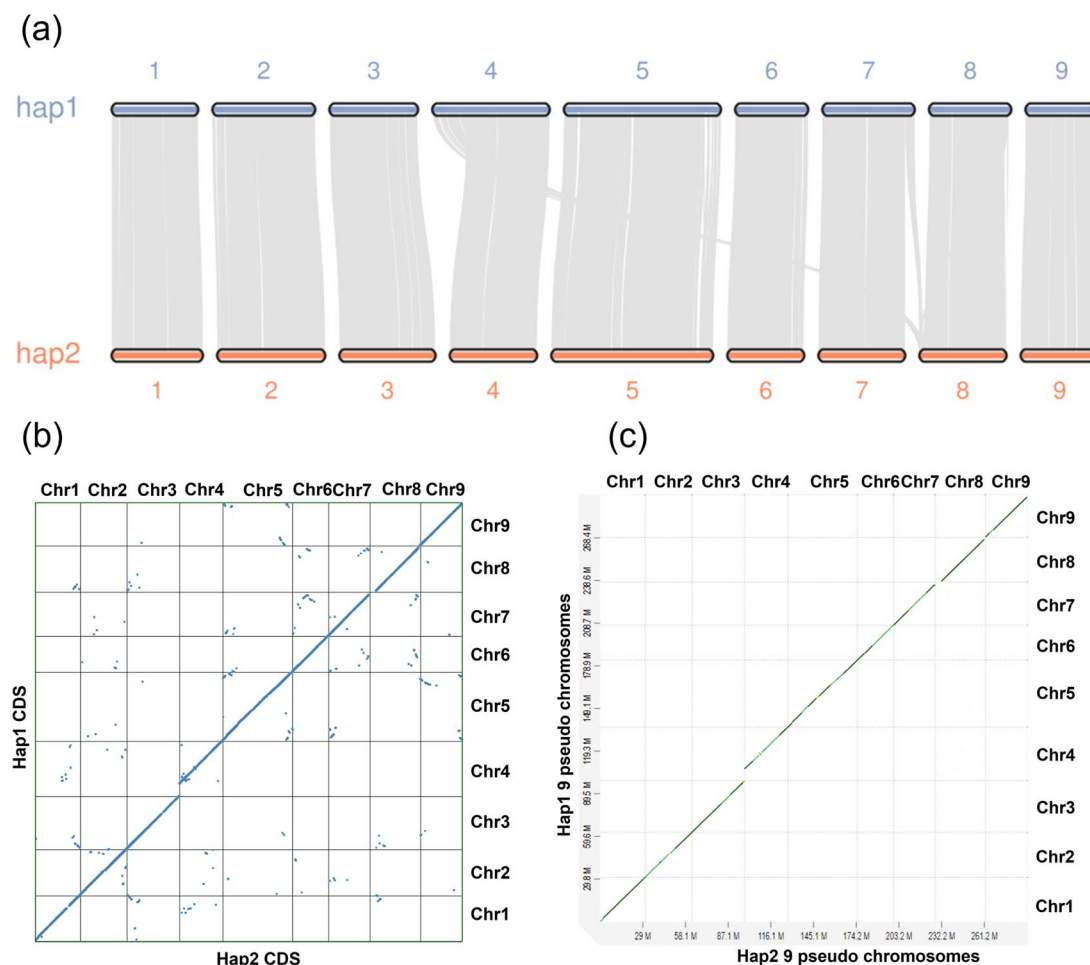 (a)
1 2 3 4 5 6 7 8 9
hap1
hap2
1 2 3 4 5 6 7 8 9
(b)
Chr1 Chr2 Chr3 Chr4 Chr5 Chr6 Chr7 Chr8 Chr9
Chr9
Chr8
Chr7
Chr6
Chr5
Chr4
Chr3
Chr2
Chr1
Hap1 CDS
Hap2 CDS
(c)
Chr1 Chr2 Chr3 Chr4 Chr5 Chr6 Chr7 Chr8 Chr9
Chr9
Chr8
Chr7
Chr6
Chr5
Chr4
Chr3
Chr2
Chr1
268.4 M
238.6 M
208.7 M
178.9 M
149.1 M
119.3 M
89.5 M
59.6 M
29.8 M
Hap1 9 pseudo chromosomes
29 M 58.1 M 87.1 M 116.1 M 145.1 M 174.2 M 203.2 M 232.2 M 261.2 M
Hap2 9 pseudo chromosomes